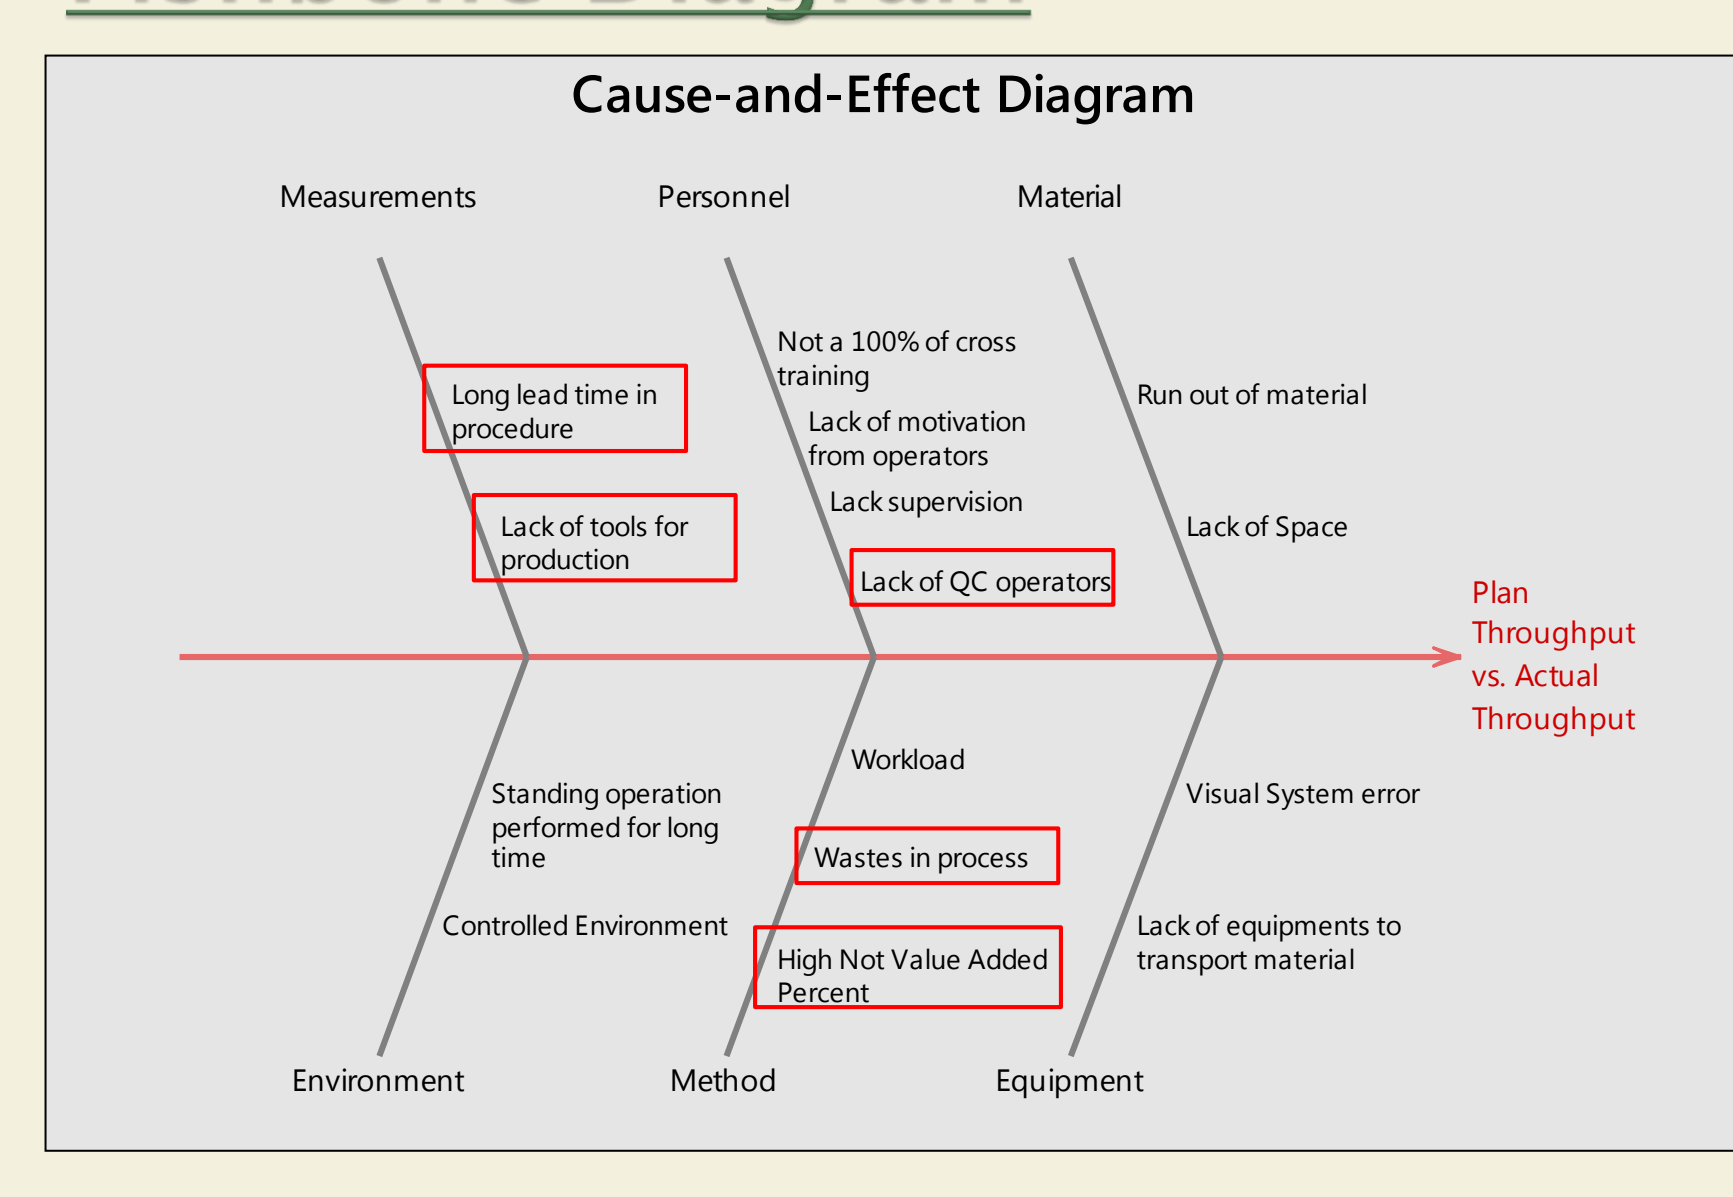 Cause-and-Effect Diagram
Measurements
Personnel
Material
Not a 100% of cross
training
Long lead time in
procedure
Run out of material
Lack of motivation
from operators
Lack supervision
Lack of tools for
production
Lack of Space
Lack of QC operators
Plan
Throughput
vs. Actual
Throughput
Workload
Standing operation
performed for long
time
Visual System error
Wastes in process
Controlled Environment
Lack of equipments to
transport material
High Not Value Added
Percent
Environment
Method
Equipment